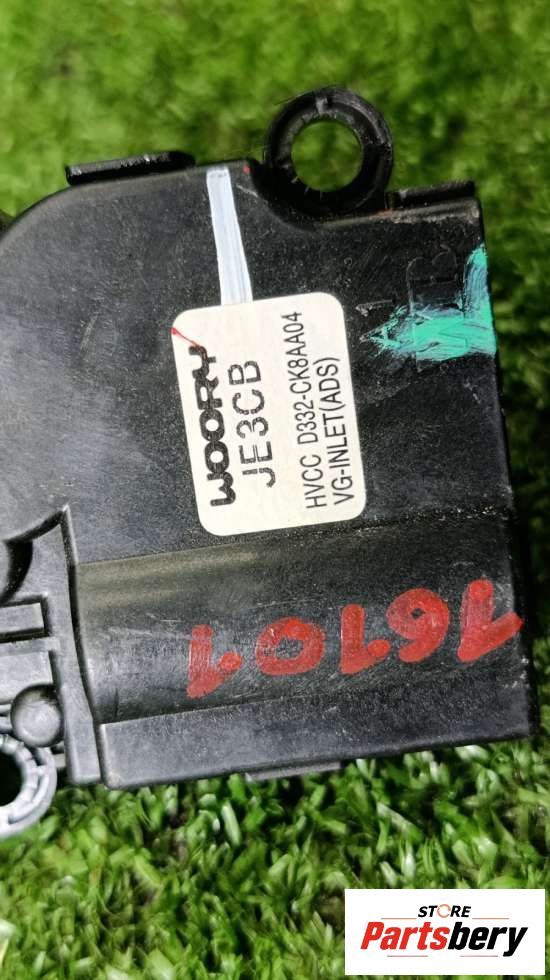 WOORY
JE3CB
HVCC D332-CK8AA04
VG-INLET(ADS)
16101
STORE
Partsbery